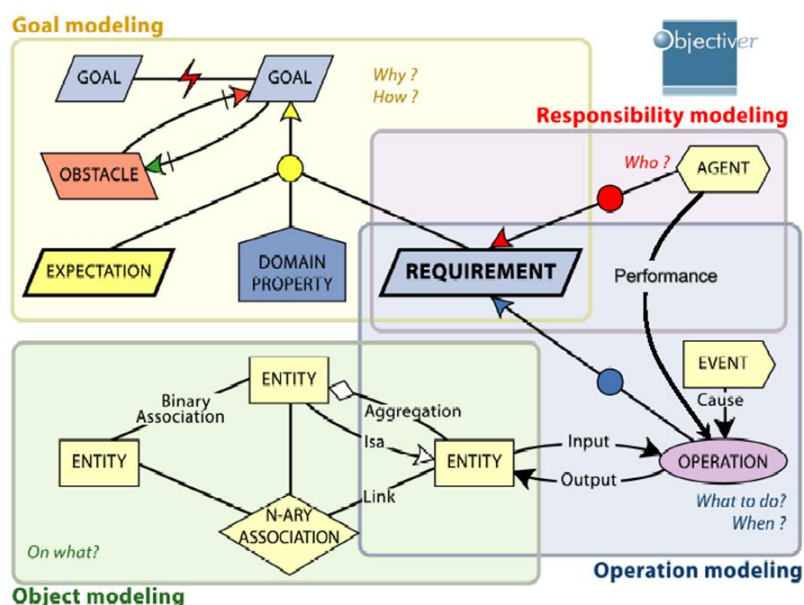 Goal modeling
Objectiver
GOAL
GOAL
Why ?
How ?
Responsibility modeling
OBSTACLE
Who ?
AGENT
EXPECTATION
DOMAIN
PROPERTY
REQUIREMENT
Performance
EVENT
Cause
ENTITY
Binary
Association
Aggregation
Isa
ENTITY
ENTITY
Input
OPERATION
Link
Output
N-ARY
ASSOCIATION
What to do?
When ?
On what?
Operation modeling
Object modeling